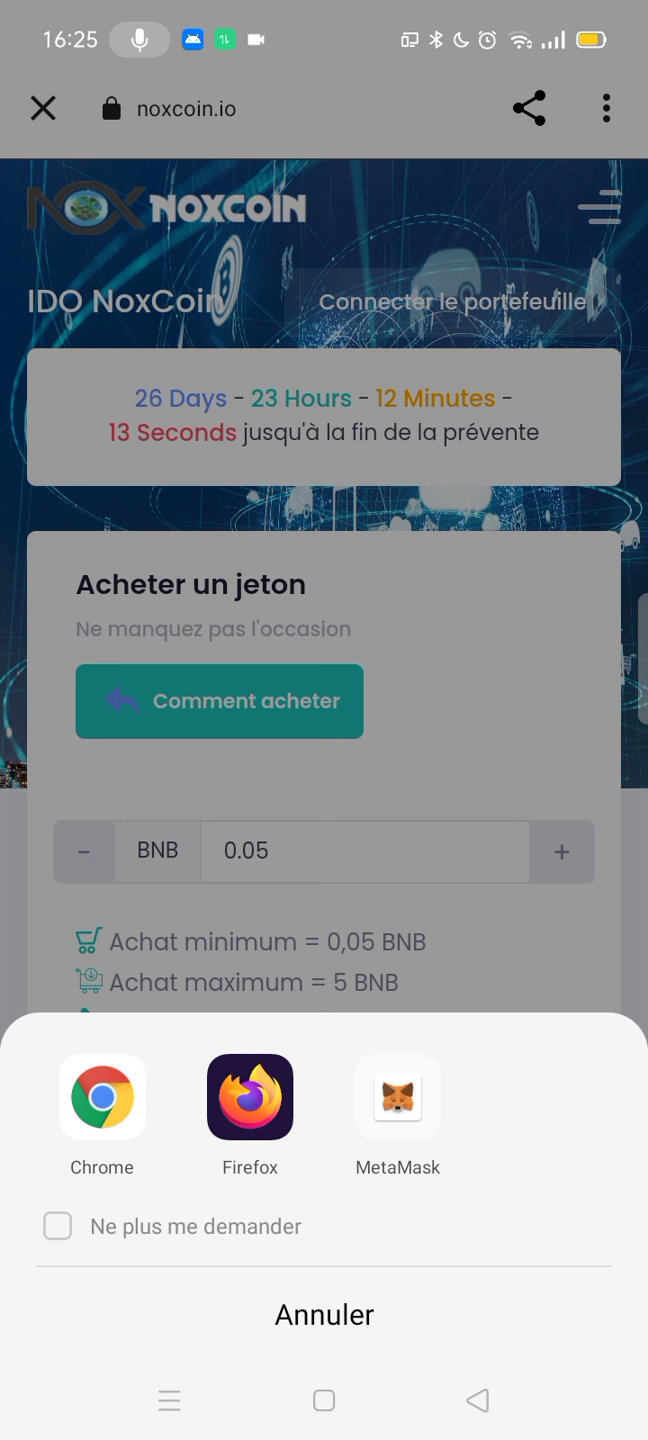 16:25
noxcoin.io
NOX NOXCOIN
IDO NoxCoin
Connecter le portefeuille
26 Days - 23 Hours - 12 Minutes -
13 Seconds jusqu'à la fin de la prévente
Acheter un jeton
Ne manquez pas l'occasion
Comment acheter
- BNB 0.05 +
Achat minimum = 0,05 BNB
Achat maximum = 5 BNB
Chrome Firefox MetaMask
Ne plus me demander
Annuler